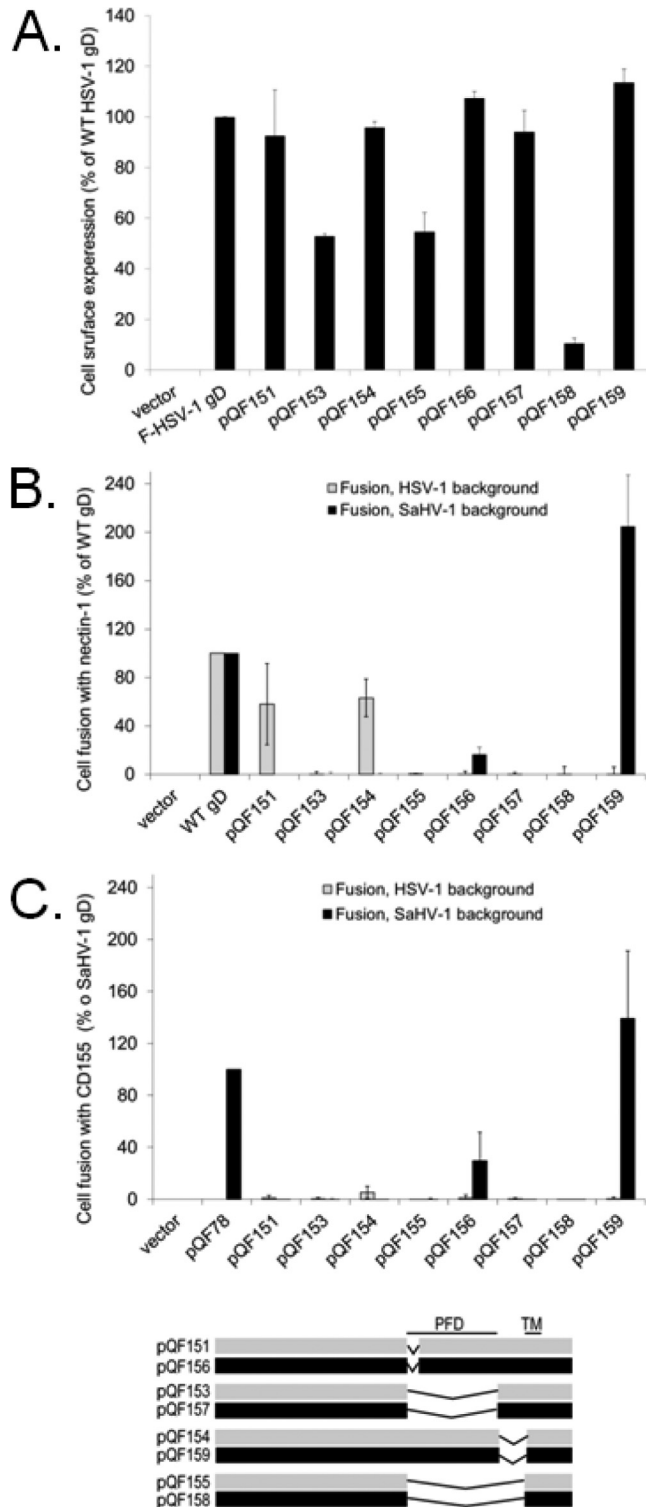 A.
Cell sruface experession (% of WT HSV-1 gD)
140
120
100
80
60
40
20
0
vector
F-HSV-1 gD
pQF151
pQF153
pQF154
pQF155
pQF156
pQF157
pQF158
pQF159
B.
Cell fusion with nectin-1 (% of WT gD)
240
200
160
120
80
40
0
Fusion, HSV-1 background
Fusion, SaHV-1 background
vector
WT gD
pQF151
pQF153
pQF154
pQF155
pQF156
pQF157
pQF158
pQF159
C.
Cell fusion with CD155 (% o SaHV-1 gD)
240
200
160
120
80
40
0
Fusion, HSV-1 background
Fusion, SaHV-1 background
vector
pQF78
pQF151
pQF153
pQF154
pQF155
pQF156
pQF157
pQF158
pQF159
PFD TM
pQF151
pQF156
pQF153
pQF157
pQF154
pQF159
pQF155
pQF158